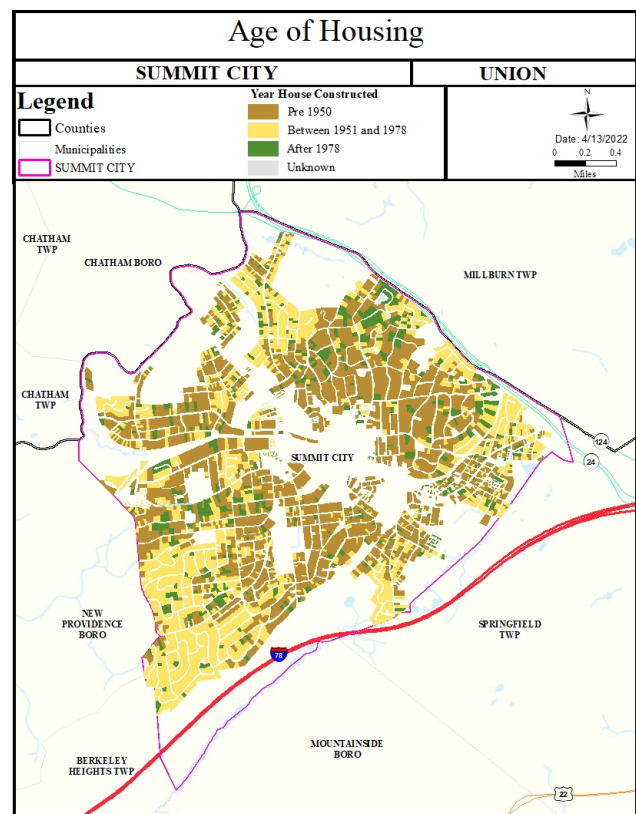 Age of Housing
SUMMIT CITY
UNION
Legend
Counties
Municipalities
SUMMIT CITY
Year House Constructed
Pre 1950
Between 1951 and 1978
After 1978
Unknown
N
Date: 4/13/2022
0 0.2 0.4
Miles
CHATHAM
TWP
CHATHAM BORO
MILLBURN TWP
CHATHAM
TWP
124
24
SUMMIT CITY
NEW
PROVIDENCE
BORO
SPRINGFIELD
TWP
78
MOUNTAINSIDE
BORO
BERKELEY
HEIGHTS TWP
22